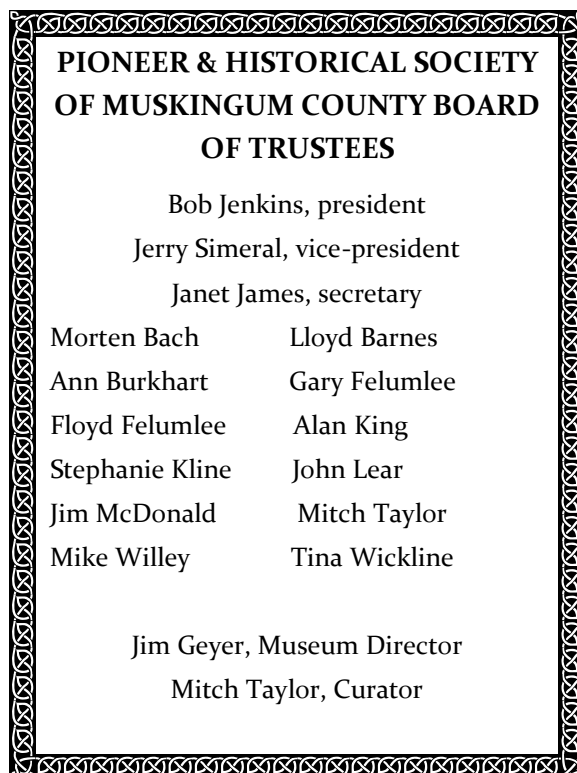 PIONEER & HISTORICAL SOCIETY
OF MUSKINGUM COUNTY BOARD
OF TRUSTEES
Bob Jenkins, president
Jerry Simeral, vice-president
Janet James, secretary
Morten Bach Lloyd Barnes
Ann Burkhart Gary Felumlee
Floyd Felumlee Alan King
Stephanie Kline John Lear
Jim McDonald Mitch Taylor
Mike Willey Tina Wickline
Jim Geyer, Museum Director
Mitch Taylor, Curator